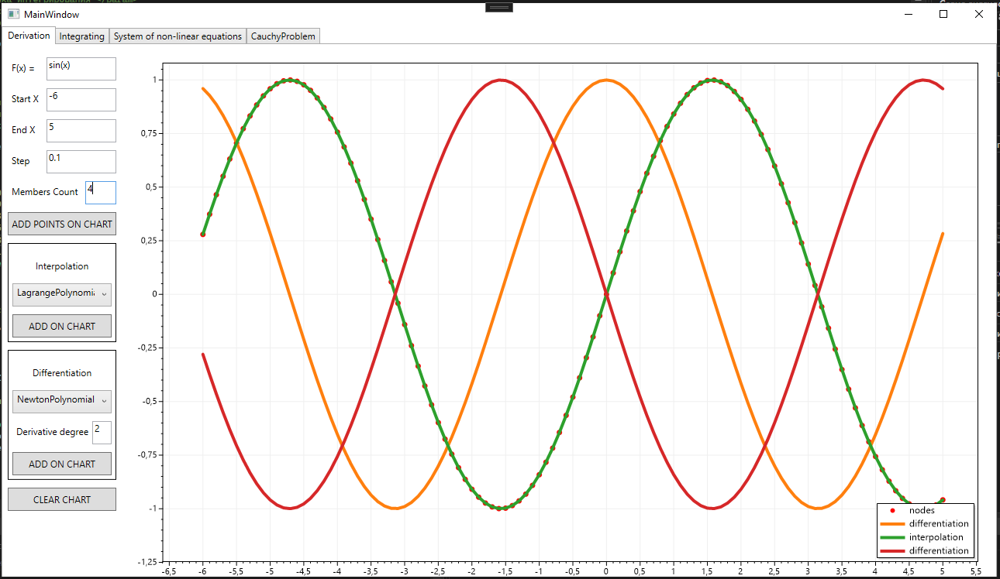 MainWindow
Derivation Integrating System of non-linear equations CauchyProblem
F(x) = sin(x)
Start X -6
End X 5
Step 0.1
Members Count 4
ADD POINTS ON CHART
Interpolation
LagrangePolynomi
ADD ON CHART
Differentiation
NewtonPolynomial
Derivative degree 2
ADD ON CHART
CLEAR CHART
1
0,75
0,5
0,25
0
-0,25
-0,5
-0,75
-1
-1,25
-6,5 -6 -5,5 -5 -4,5 -4 -3,5 -3 -2,5 -2 -1,5 -1 -0,5 0 0,5 1 1,5 2 2,5 3 3,5 4 4,5 5 5,5
nodes
differentiation
interpolation
differentiation